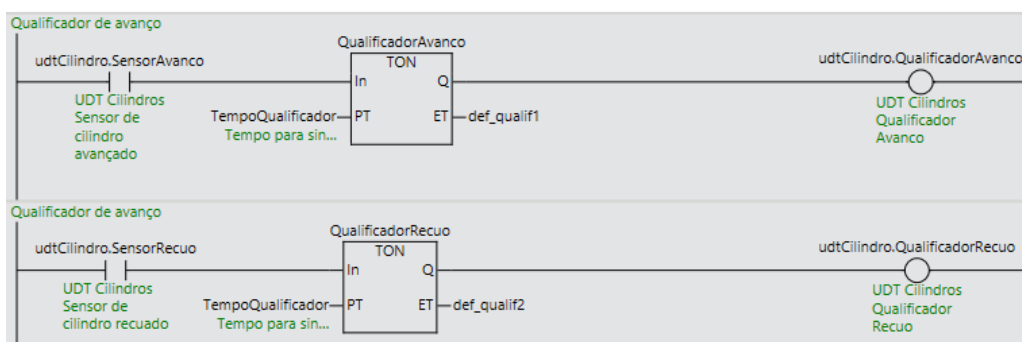 Qualificador de avanço
QualificadorAvanco
udtCilindro.SensorAvanco
TON
udtCilindro.QualificadorAvanco
In
Q
UDT Cilindros
Sensor de
cilindro
avançado
TempoQualificador
PT
ET
def_qualif1
Tempo para sin...
UDT Cilindros
Qualificador
Avanco
Qualificador de avanço
QualificadorRecuo
udtCilindro.SensorRecuo
TON
udtCilindro.QualificadorRecuo
In
Q
UDT Cilindros
Sensor de
cilindro recuado
TempoQualificador
PT
ET
def_qualif2
Tempo para sin...
UDT Cilindros
Qualificador
Recuo